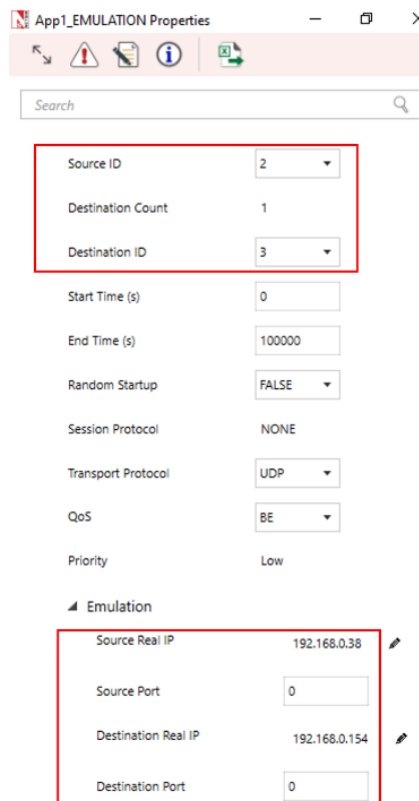 App1_EMULATION Properties
Search
Source ID 2
Destination Count 1
Destination ID 3
Start Time (s) 0
End Time (s) 100000
Random Startup FALSE
Session Protocol NONE
Transport Protocol UDP
QoS BE
Priority Low
Emulation
Source Real IP 192.168.0.38
Source Port 0
Destination Real IP 192.168.0.154
Destination Port 0